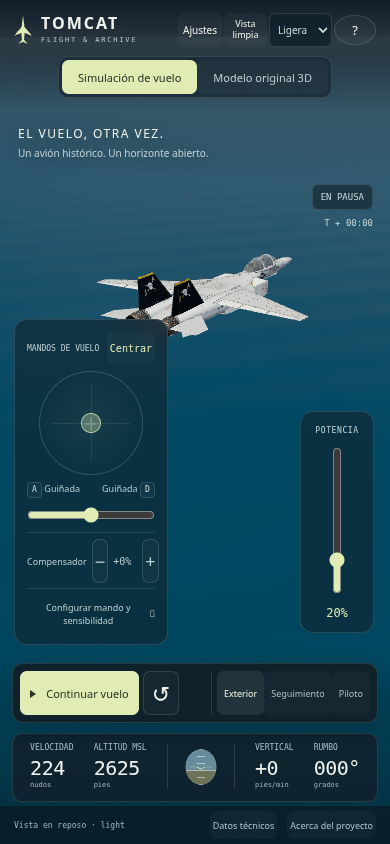 TOMCAT
FLIGHT & ARCHIVE
Ajustes
Vista
limpia
Ligera
?
Simulación de vuelo
Modelo original 3D
EL VUELO, OTRA VEZ.
Un avión histórico. Un horizonte abierto.
EN PAUSA
T + 00:00
MANDOS DE VUELO
Centrar
A Guiñada
Guiñada D
Compensador
− +0% +
Configurar mando y
sensibilidad
POTENCIA
20%
Continuar vuelo
↺
Exterior
Seguimiento
Piloto
VELOCIDAD
224
nudos
ALTITUD MSL
2625
pies
VERTICAL
+0
pies/min
RUMBO
000°
grados
Vista en reposo · light
Datos técnicos
Acerca del proyecto